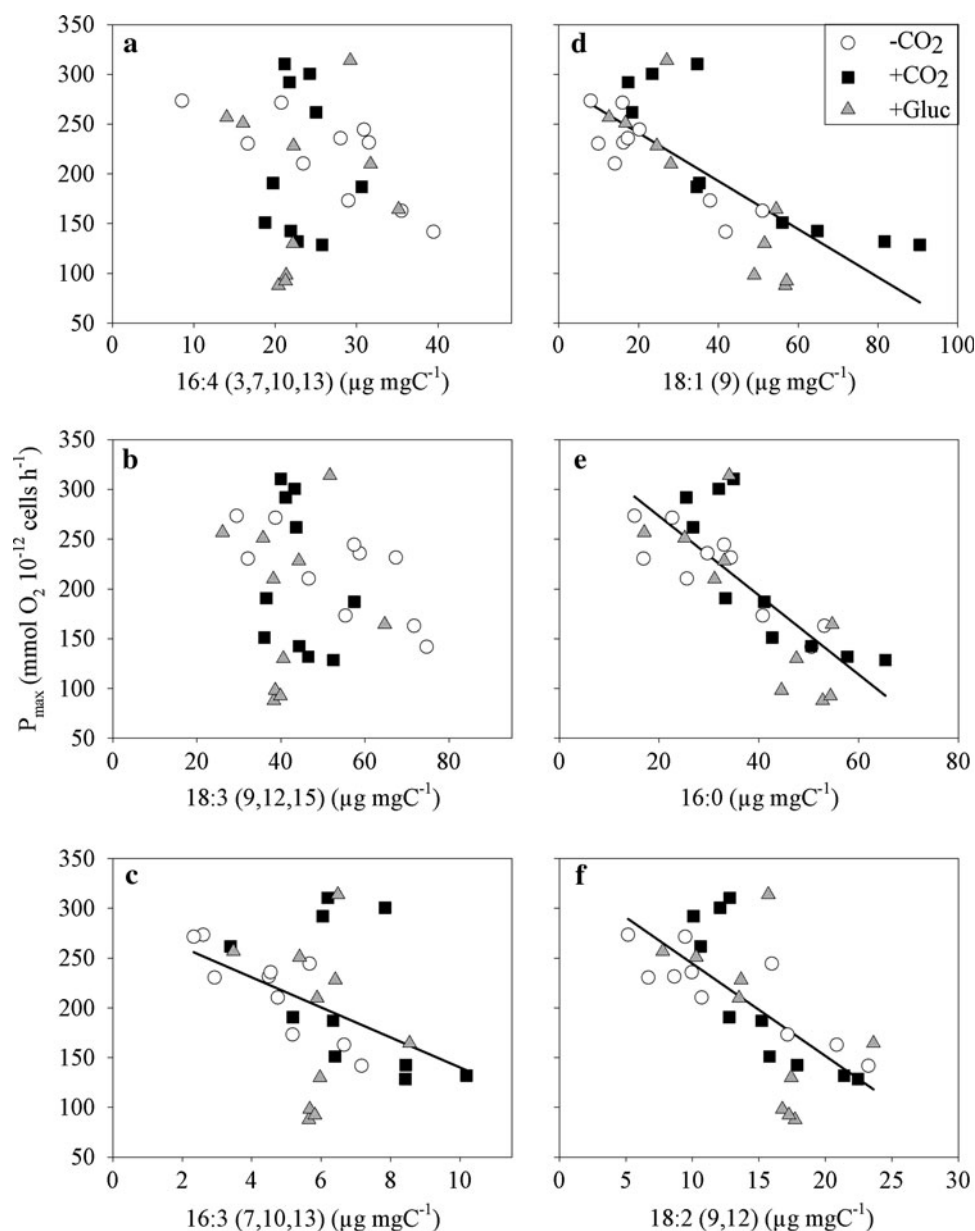 a
350
300
250
200
150
100
50
0 10 20 30 40
16:4 (3,7,10,13) (µg mgC⁻¹)
d
-CO₂
+CO₂
+Gluc
0 20 40 60 80 100
18:1 (9) (µg mgC⁻¹)
Pmax (mmol O₂ 10⁻¹² cells h⁻¹)
b
350
300
250
200
150
100
50
0 20 40 60 80
18:3 (9,12,15) (µg mgC⁻¹)
e
0 20 40 60 80
16:0 (µg mgC⁻¹)
c
350
300
250
200
150
100
50
0 2 4 6 8 10
16:3 (7,10,13) (µg mgC⁻¹)
f
0 5 10 15 20 25 30
18:2 (9,12) (µg mgC⁻¹)